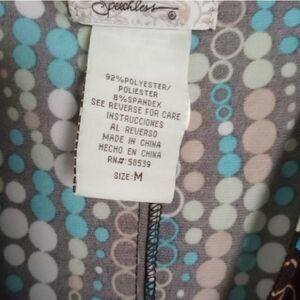 Speechless®
92%POLYESTER/
POLIESTER
8%SPANDEX
SEE REVERSE FOR CARE
INSTRUCCIONES
AL REVERSO
MADE IN CHINA
HECHO EN CHINA
RN#:58539
SIZE:M